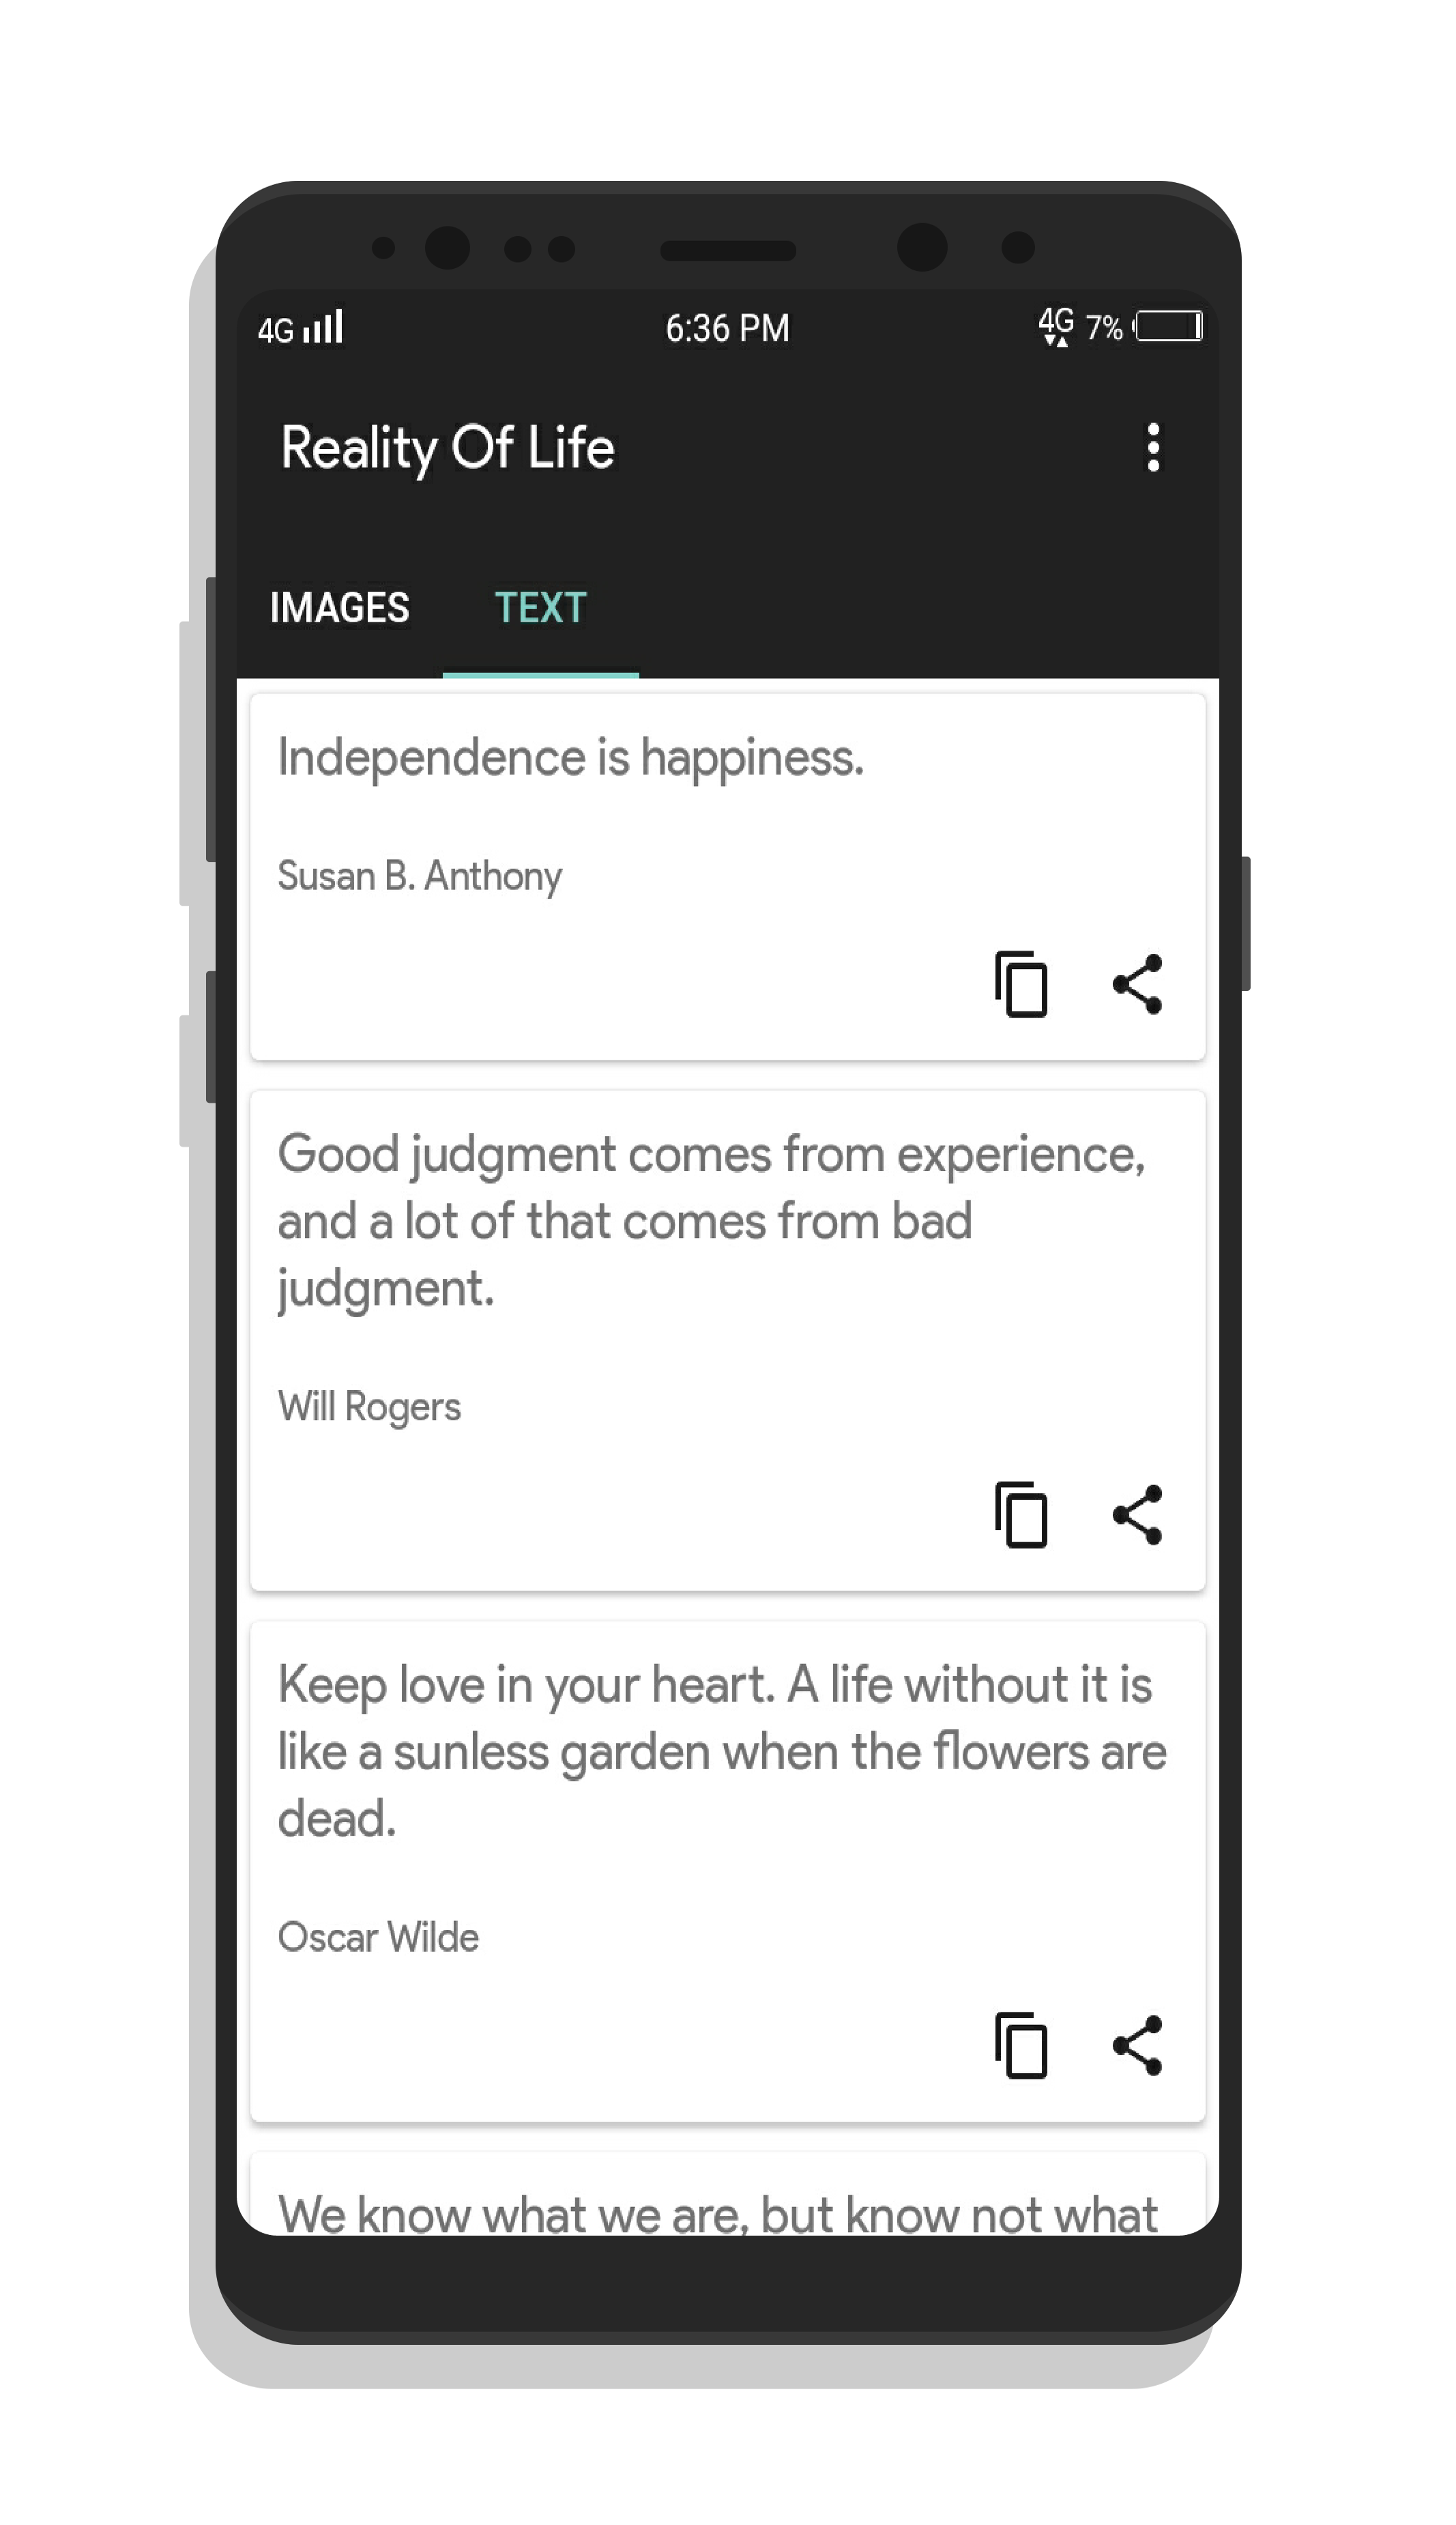 4G 6:36 PM 4G 7%
Reality Of Life
IMAGES TEXT
Independence is happiness.
Susan B. Anthony
Good judgment comes from experience,
and a lot of that comes from bad
judgment.
Will Rogers
Keep love in your heart. A life without it is
like a sunless garden when the flowers are
dead.
Oscar Wilde
We know what we are, but know not what